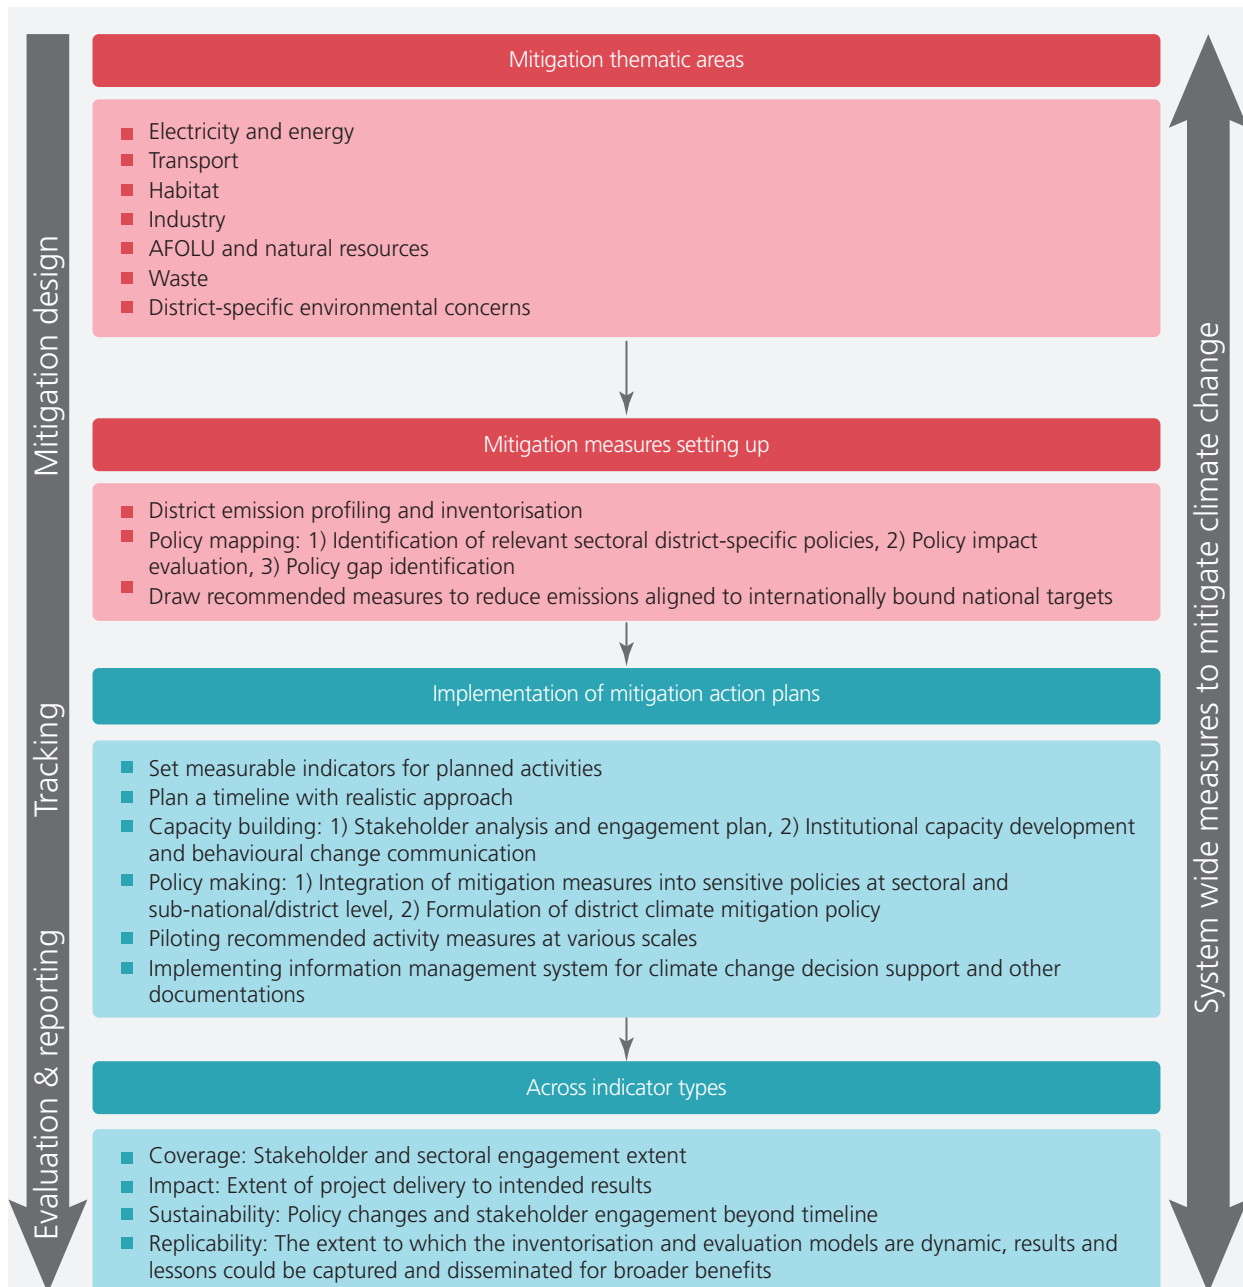 Mitigation thematic areas
Electricity and energy
Transport
Habitat
Industry
AFOLU and natural resources
Waste
District-specific environmental concerns
Mitigation measures setting up
District emission profiling and inventorisation
Policy mapping: 1) Identification of relevant sectoral district-specific policies, 2) Policy impact
evaluation, 3) Policy gap identification
Draw recommended measures to reduce emissions aligned to internationally bound national targets
Implementation of mitigation action plans
Set measurable indicators for planned activities
Plan a timeline with realistic approach
Capacity building: 1) Stakeholder analysis and engagement plan, 2) Institutional capacity development
and behavioural change communication
Policy making: 1) Integration of mitigation measures into sensitive policies at sectoral and
sub-national/district level, 2) Formulation of district climate mitigation policy
Piloting recommended activity measures at various scales
Implementing information management system for climate change decision support and other
documentations
Across indicator types
Coverage: Stakeholder and sectoral engagement extent
Impact: Extent of project delivery to intended results
Sustainability: Policy changes and stakeholder engagement beyond timeline
Replicability: The extent to which the inventorisation and evaluation models are dynamic, results and
lessons could be captured and disseminated for broader benefits
Mitigation design
Tracking
Evaluation & reporting
System wide measures to mitigate climate change